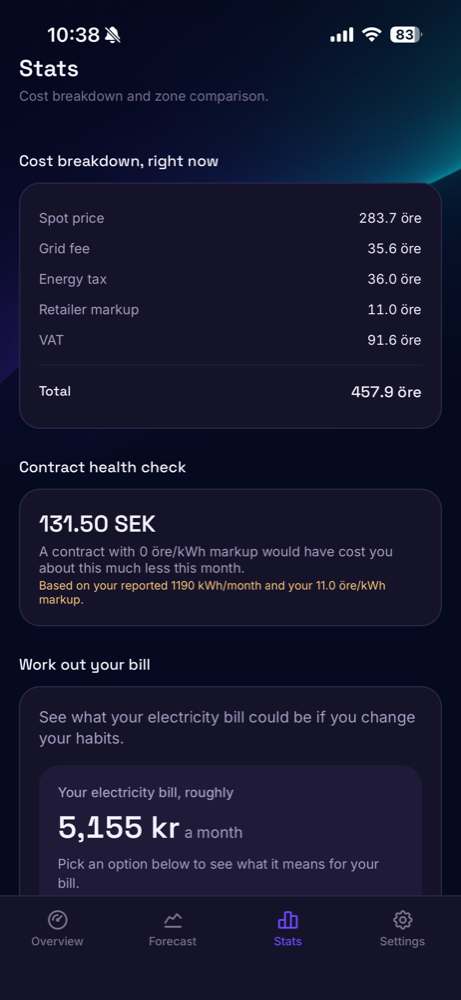 10:38
83
Stats
Cost breakdown and zone comparison.
Cost breakdown, right now
Spot price 283.7 öre
Grid fee 35.6 öre
Energy tax 36.0 öre
Retailer markup 11.0 öre
VAT 91.6 öre
Total 457.9 öre
Contract health check
131.50 SEK
A contract with 0 öre/kWh markup would have cost you
about this much less this month.
Based on your reported 1190 kWh/month and your 11.0 öre/kWh
markup.
Work out your bill
See what your electricity bill could be if you change
your habits.
Your electricity bill, roughly
5,155 kr a month
Pick an option below to see what it means for your
bill.
Overview Forecast Stats Settings